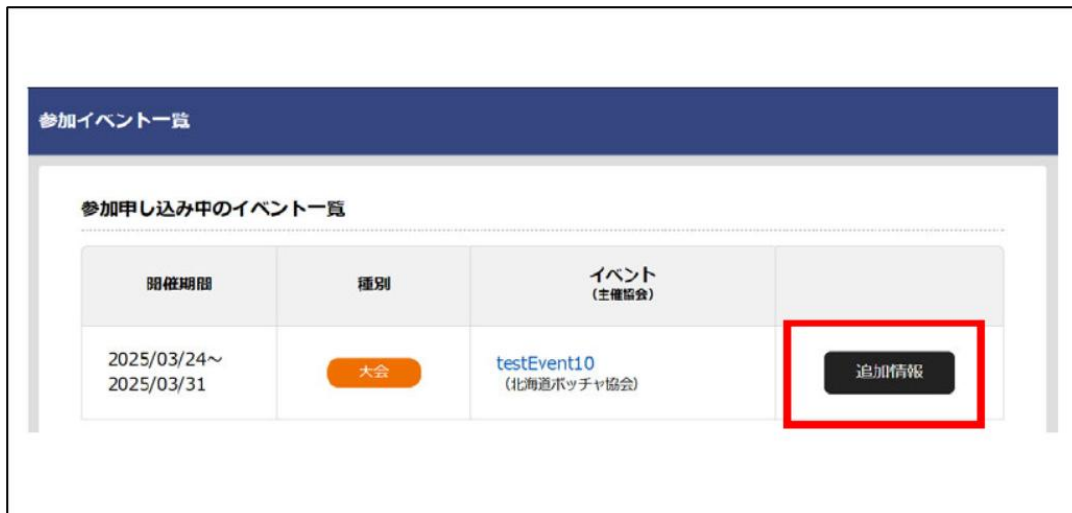 参加イベント一覧
参加申し込み中のイベント一覧
開催期間
種別
イベント
（主催協会）
2025/03/24～
2025/03/31
大会
testEvent10
（北海道ボッチャ協会）
追加情報